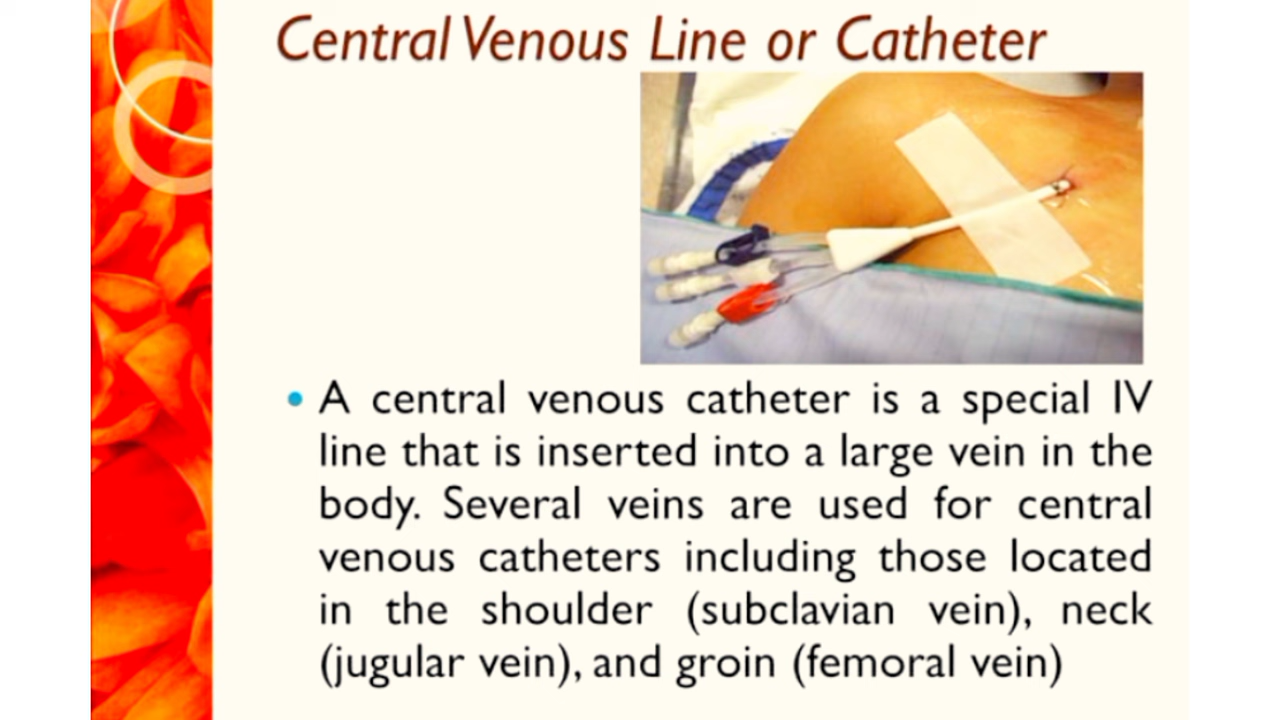 Central Venous Line or Catheter
• A central venous catheter is a special IV
line that is inserted into a large vein in the
body. Several veins are used for central
venous catheters including those located
in the shoulder (subclavian vein), neck
(jugular vein), and groin (femoral vein)